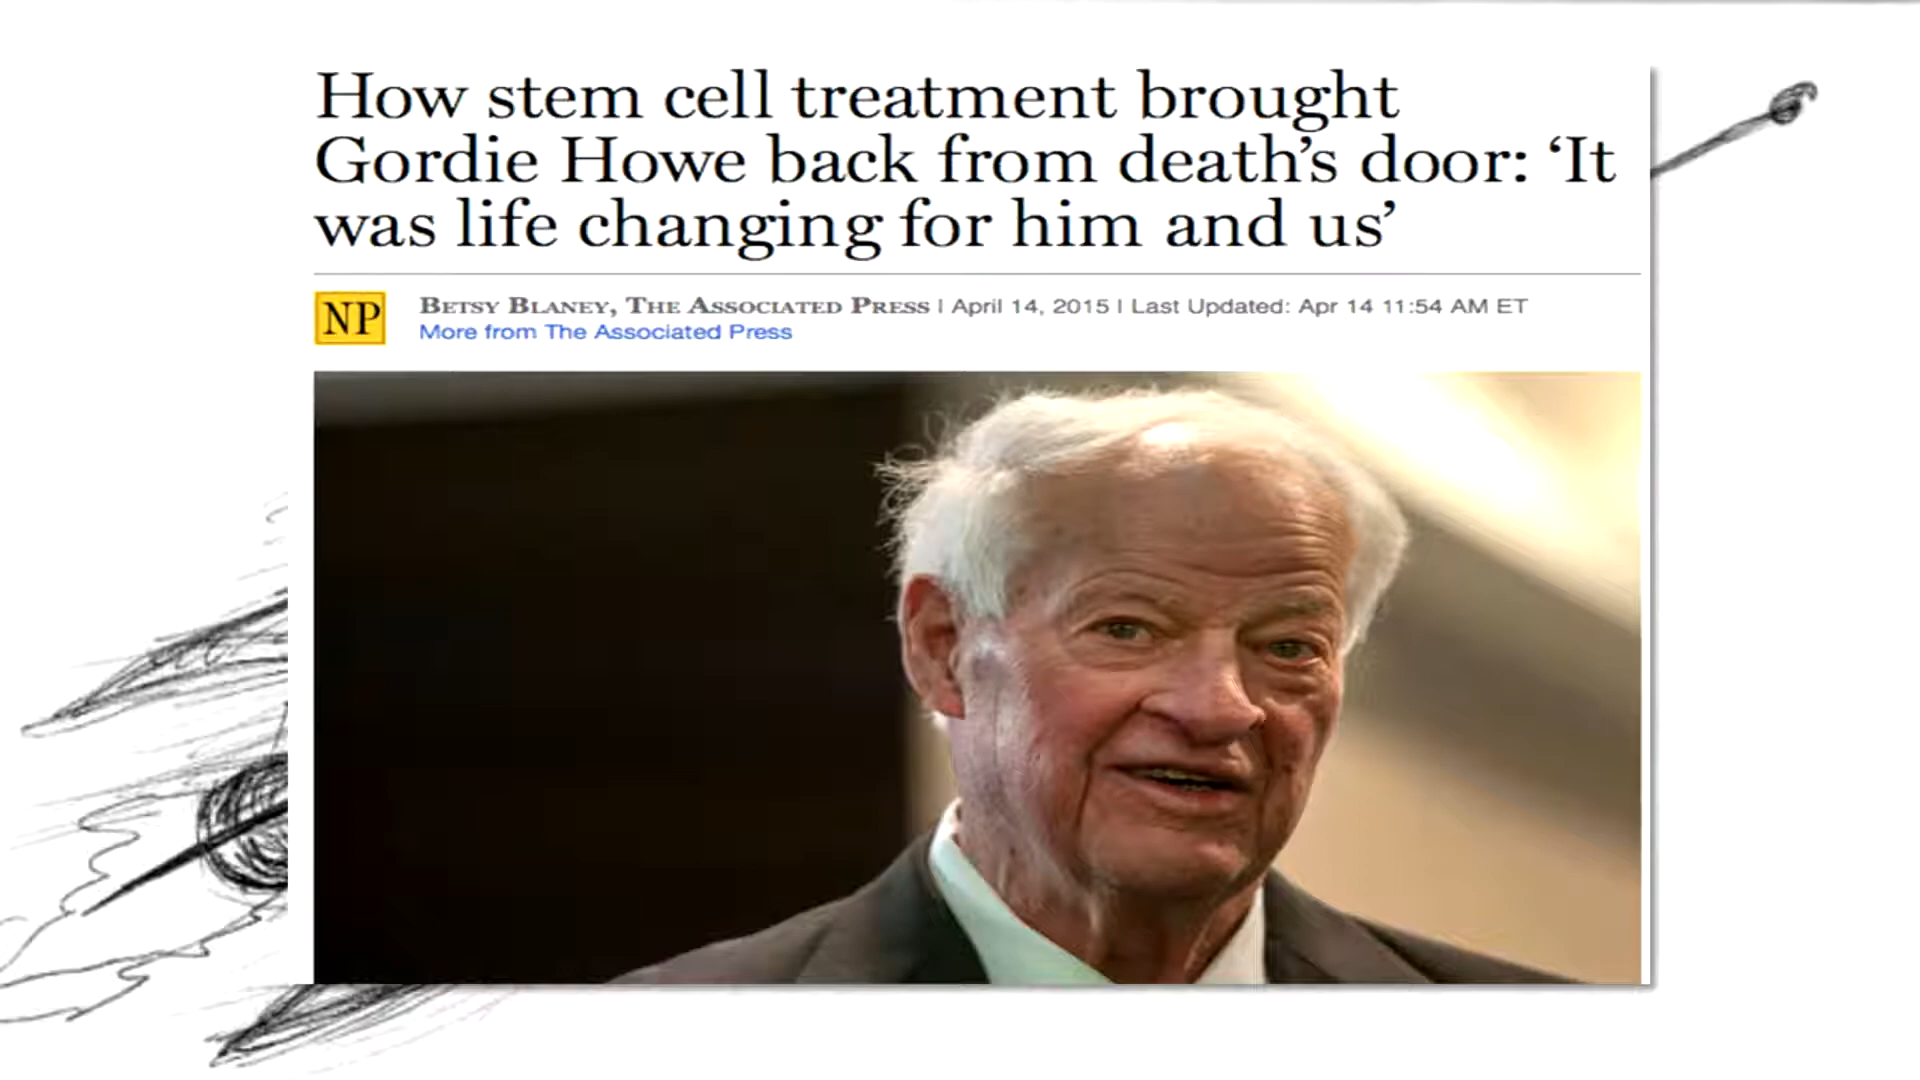 How stem cell treatment brought
Gordie Howe back from death's door: ‘It
was life changing for him and us’
NP
BETSY BLANEY, THE ASSOCIATED PRESS | April 14, 2015 | Last Updated: Apr 14 11:54 AM ET
More from The Associated Press